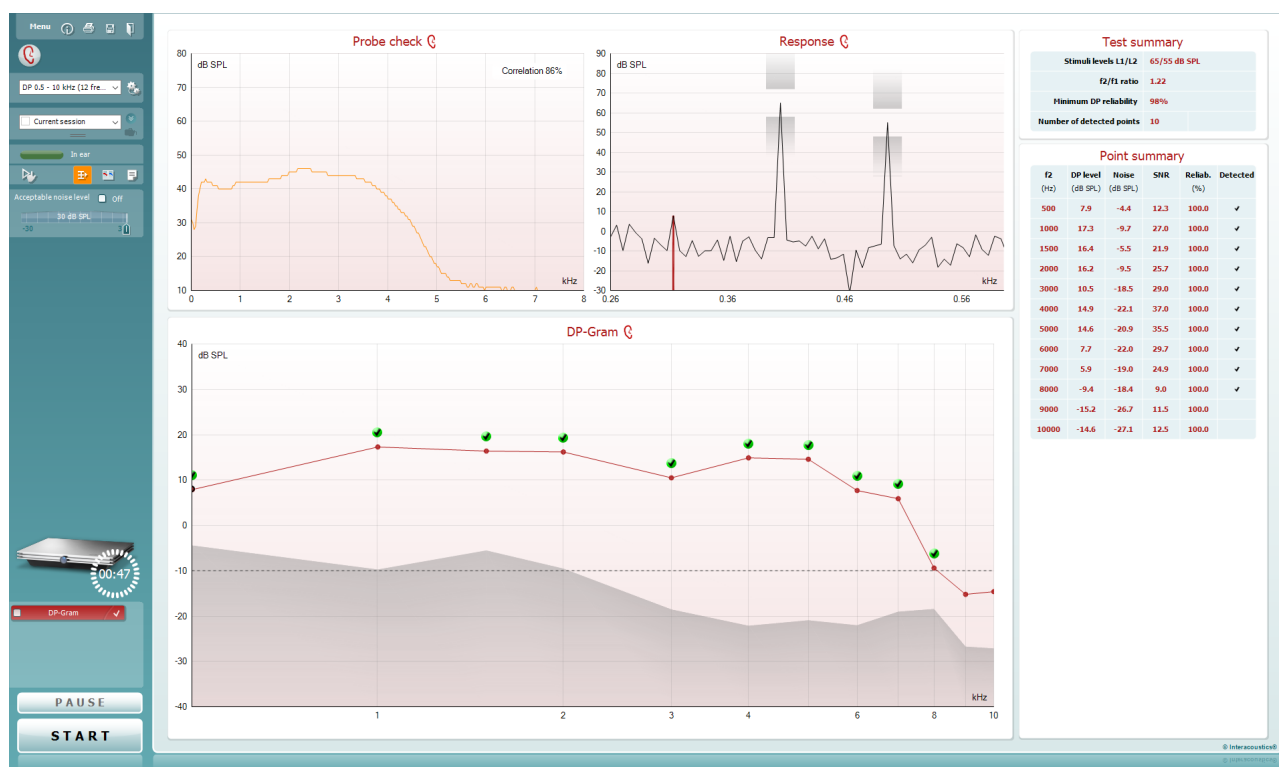 Menu
DP 0.5 - 10 kHz (12 fre...
Current session
In ear
Acceptable noise level Off
30 dB SPL
-30 3
00:47
DP-Gram
PAUSE
START
Probe check
80
dB SPL
Correlation 86%
70
60
50
40
30
20
10
kHz
0 1 2 3 4 5 6 7 8
Response
90
dB SPL
80
70
60
50
40
30
20
10
0
-10
-20
-30
kHz
0.26 0.36 0.46 0.56
DP-Gram
40
dB SPL
30
20
10
0
-10
-20
-30
-40
kHz
1 2 3 4 6 8 10
Test summary
Stimuli levels L1/L2 65/55 dB SPL
f2/f1 ratio 1.22
Minimum DP reliability 98%
Number of detected points 10
Point summary
f2 DP level Noise SNR Reliab. Detected
(Hz) (dB SPL) (dB SPL) (%)
500 7.9 -4.4 12.3 100.0 ✔
1000 17.3 -9.7 27.0 100.0 ✔
1500 16.4 -5.5 21.9 100.0 ✔
2000 16.2 -9.5 25.7 100.0 ✔
3000 10.5 -18.5 29.0 100.0 ✔
4000 14.9 -22.1 37.0 100.0 ✔
5000 14.6 -20.9 35.5 100.0 ✔
6000 7.7 -22.0 29.7 100.0 ✔
7000 5.9 -19.0 24.9 100.0 ✔
8000 -9.4 -18.4 9.0 100.0 ✔
9000 -15.2 -26.7 11.5 100.0
10000 -14.6 -27.1 12.5 100.0
© Interacoustics®